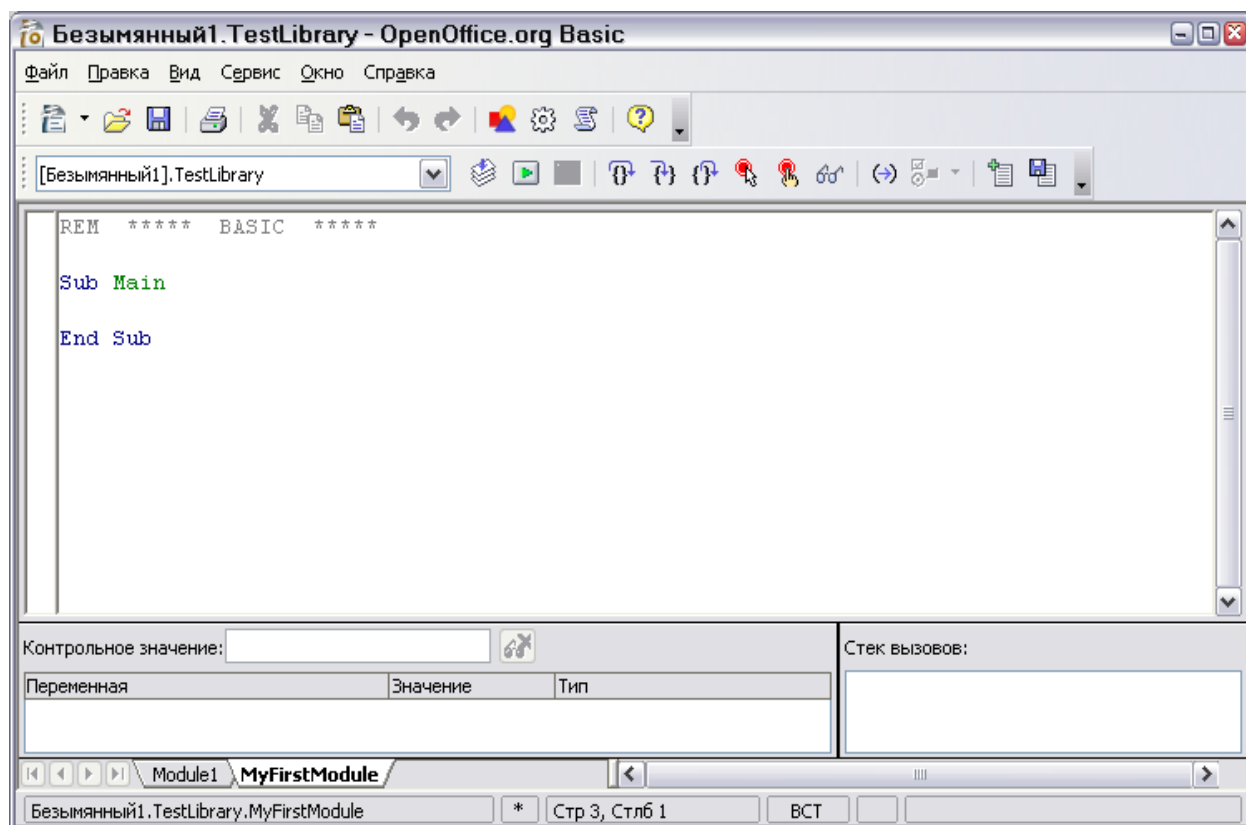 Безымянный1.TestLibrary - OpenOffice.org Basic
Файл Правка Вид Сервис Окно Справка
[Безымянный1].TestLibrary
REM ***** BASIC *****
Sub Main
End Sub
Контрольное значение:
Стек вызовов:
Переменная Значение Тип
Module1 MyFirstModule
Безымянный1.TestLibrary.MyFirstModule * Стр 3, Стлб 1 ВСТ